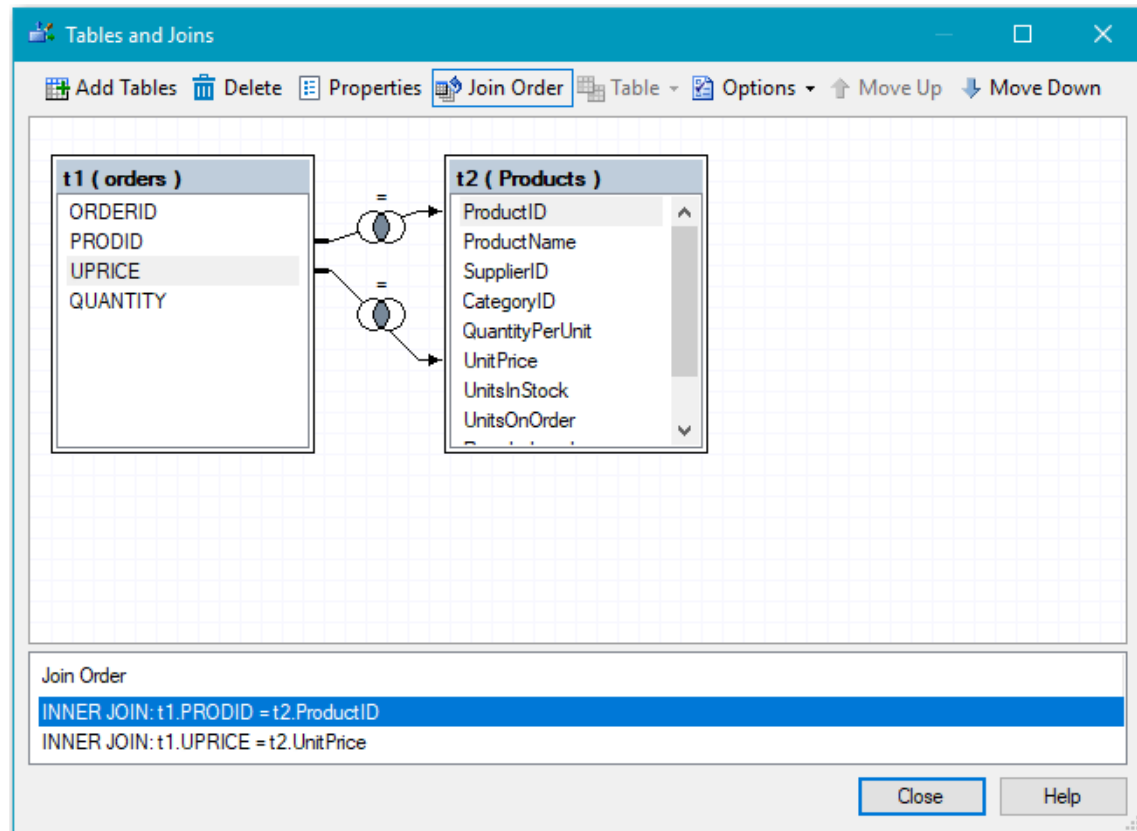 Tables and Joins
Add Tables Delete Properties Join Order Table Options Move Up Move Down
t1 ( orders )
ORDERID
PRODID
UPRICE
QUANTITY
=
=
t2 ( Products )
ProductID
ProductName
SupplierID
CategoryID
QuantityPerUnit
UnitPrice
UnitsInStock
UnitsOnOrder
Join Order
INNER JOIN: t1.PRODID = t2.ProductID
INNER JOIN: t1.UPRICE = t2.UnitPrice
Close Help